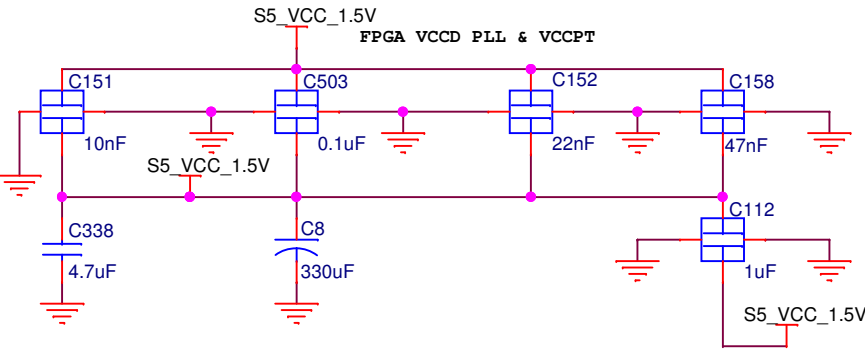 S5_VCC_1.5V
FPGA VCCD PLL & VCCPT
C151
C503
C152
C158
10nF
0.1uF
22nF
47nF
S5_VCC_1.5V
C338
C8
C112
4.7uF
330uF
1uF
S5_VCC_1.5V